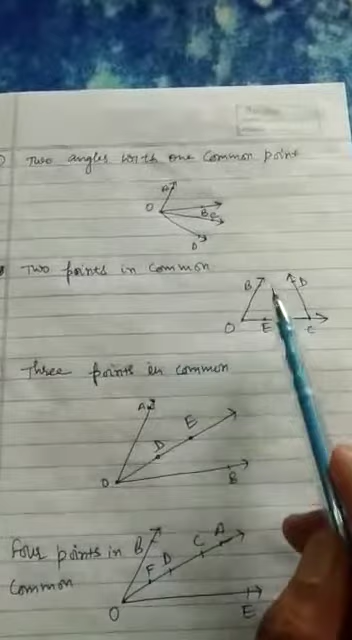 Two angles with one common point
A
O
B C
D
Two points in common
B D
O E C
Three points in common
A
E
D
O B
Four points in B
common
A
C
F D
O E